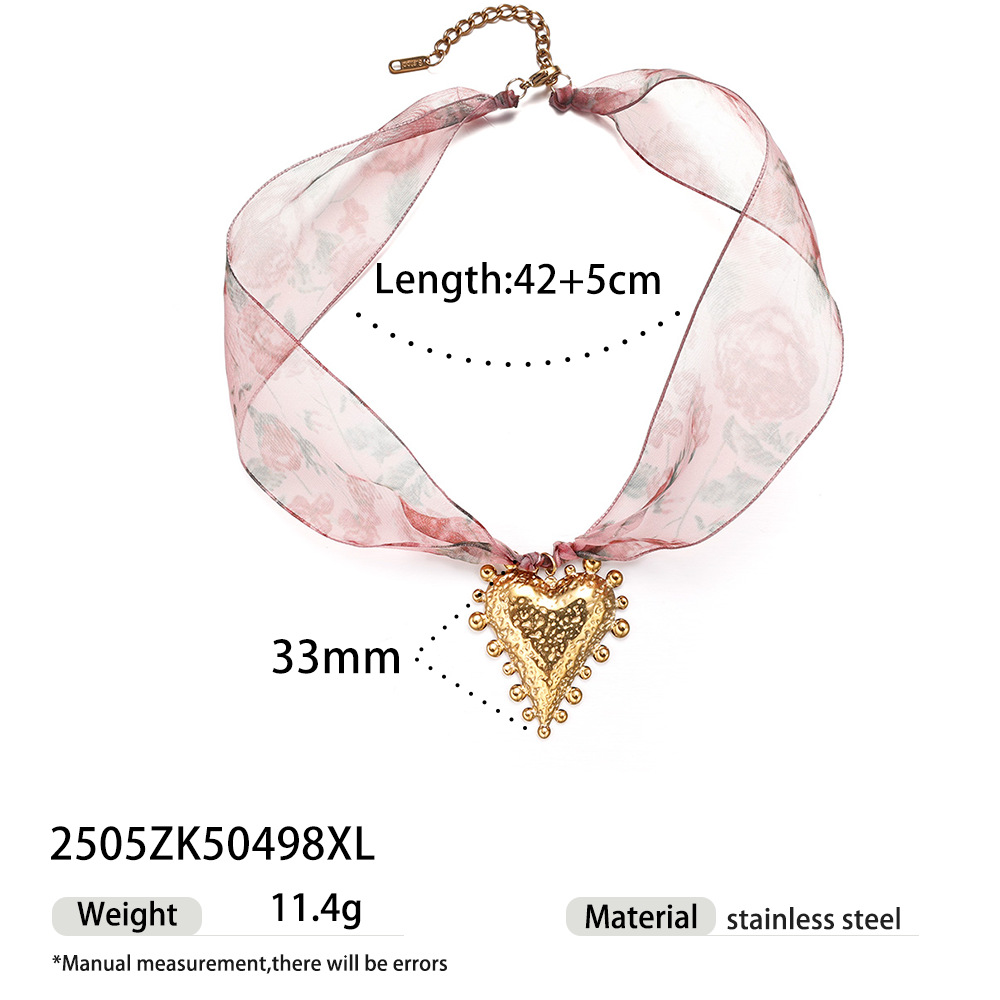 Length:42+5cm
33mm
2505ZK50498XL
Weight 11.4g
Material stainless steel
*Manual measurement,there will be errors